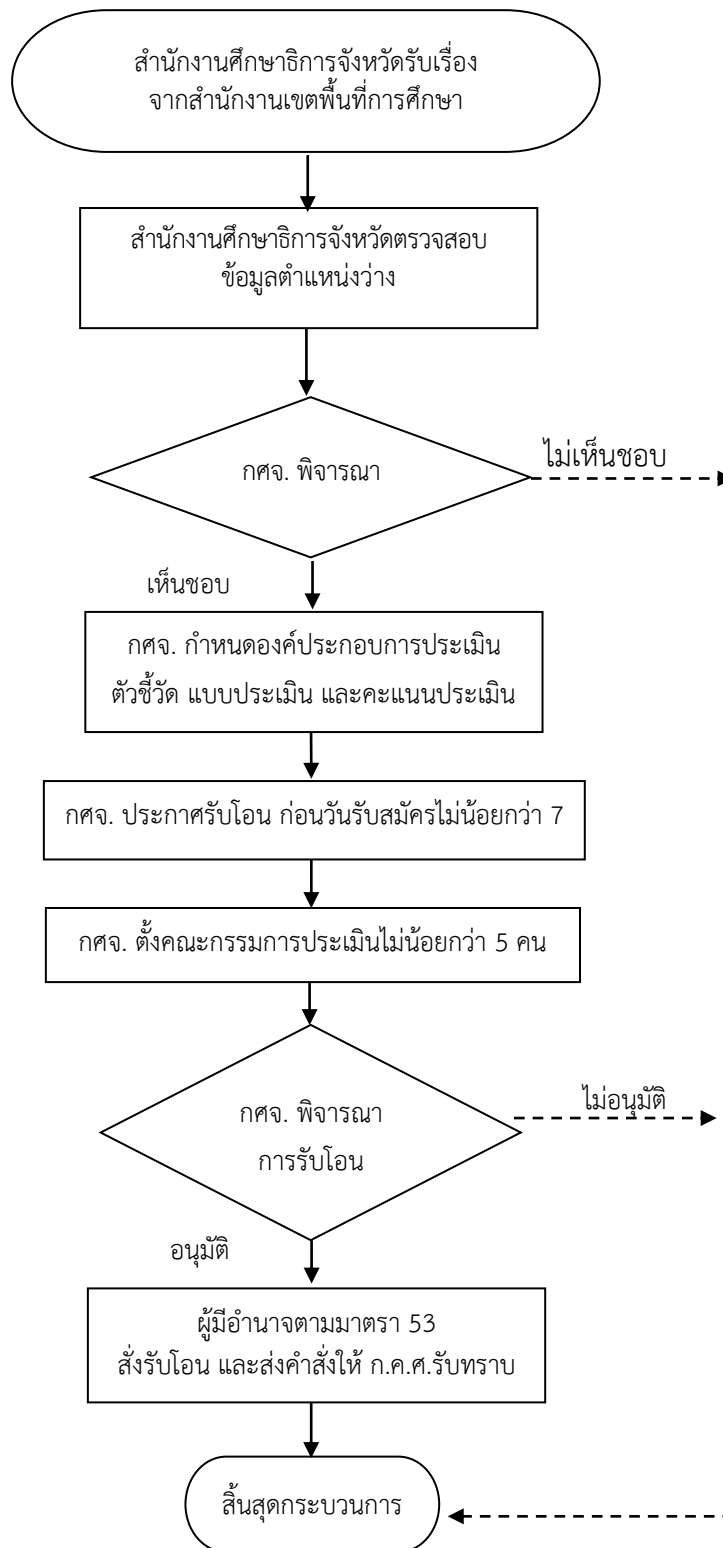 สำนักงานศึกษาธิการจังหวัดรับเรื่อง
จากสำนักงานเขตพื้นที่การศึกษา
สำนักงานศึกษาธิการจังหวัดตรวจสอบ
ข้อมูลตำแหน่งว่าง
กศจ. พิจารณา
ไม่เห็นชอบ
เห็นชอบ
กศจ. กำหนดองค์ประกอบการประเมิน
ตัวชี้วัด แบบประเมิน และคะแนนประเมิน
กศจ. ประกาศรับโอน ก่อนวันรับสมัครไม่น้อยกว่า 7
กศจ. ตั้งคณะกรรมการประเมินไม่น้อยกว่า 5 คน
กศจ. พิจารณา
การรับโอน
ไม่อนุมัติ
อนุมัติ
ผู้มีอำนาจตามมาตรา 53
สั่งรับโอน และส่งคำสั่งให้ ก.ค.ศ.รับทราบ
สิ้นสุดกระบวนการ